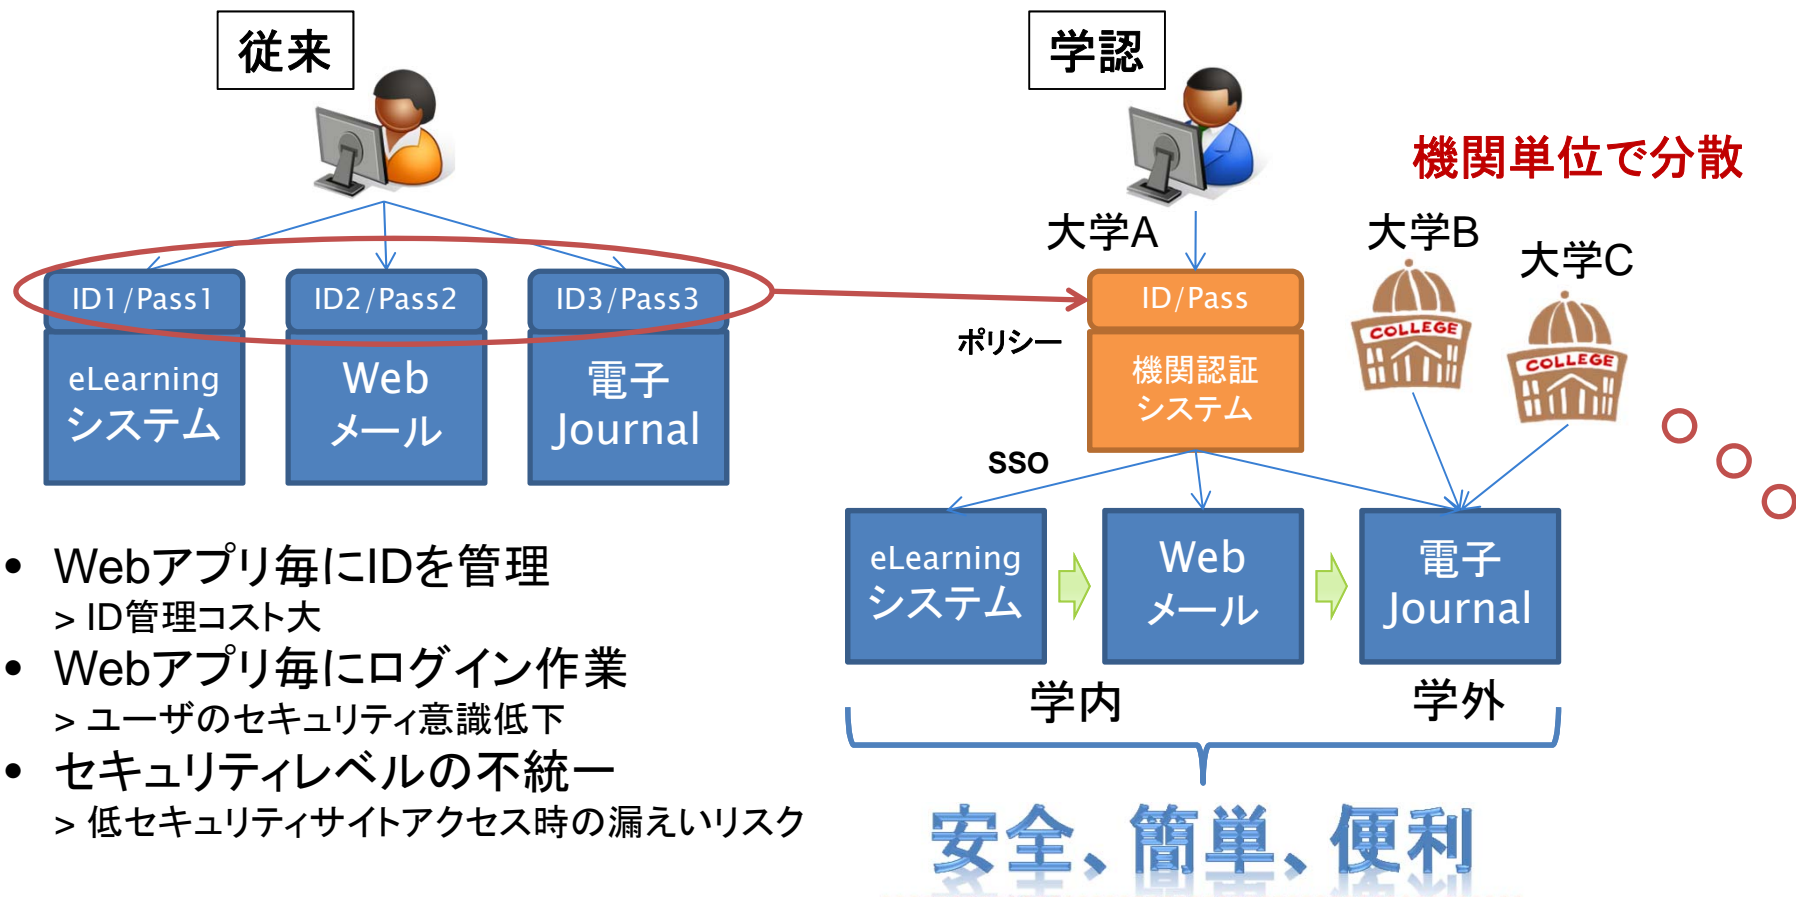 従来
ID1/Pass1
ID2/Pass2
ID3/Pass3
eLearning
システム
Web
メール
電子
Journal
• Webアプリ毎にIDを管理
> ID管理コスト大
• Webアプリ毎にログイン作業
> ユーザのセキュリティ意識低下
• セキュリティレベルの不統一
> 低セキュリティサイトアクセス時の漏えいリスク
学認
機関単位で分散
大学A
大学B
大学C
COLLEGE
COLLEGE
ID/Pass
ポリシー
機関認証
システム
SSO
eLearning
システム
Web
メール
電子
Journal
学内
学外
安全、簡単、便利